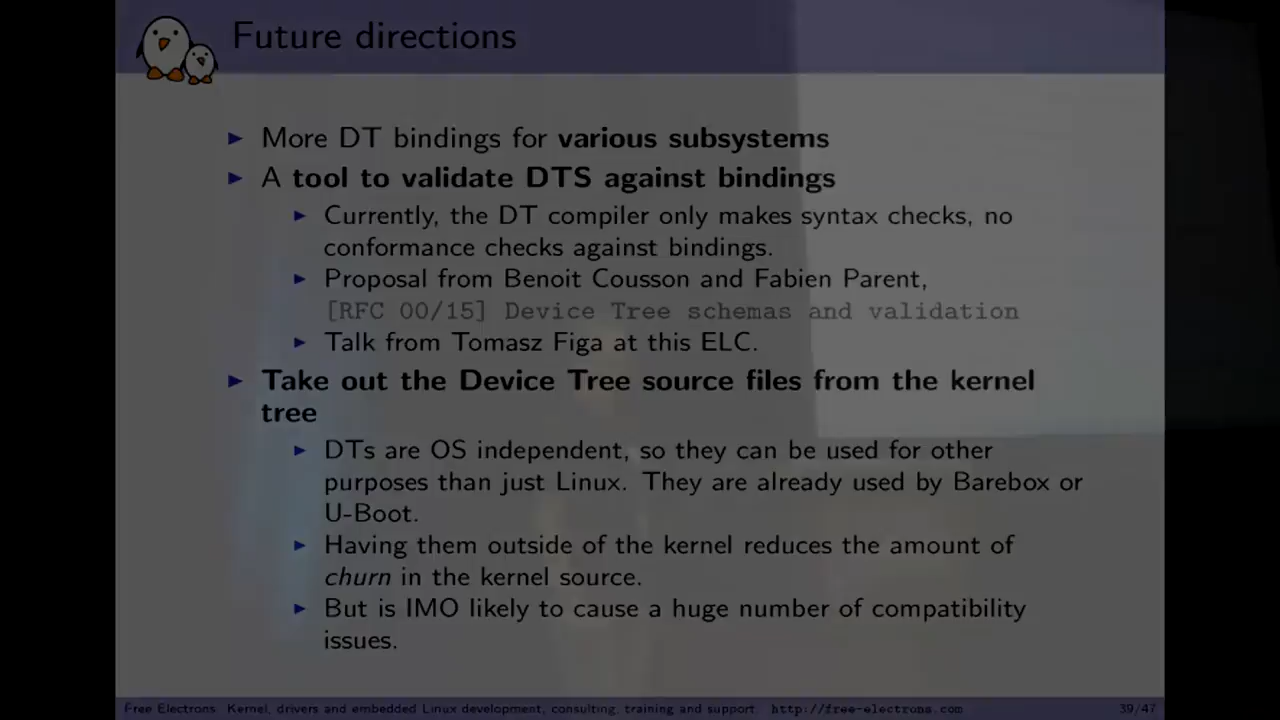 Future directions
More DT bindings for various subsystems
A tool to validate DTS against bindings
Currently, the DT compiler only makes syntax checks, no
conformance checks against bindings.
Proposal from Benoit Cousson and Fabien Parent,
[RFC 00/15] Device Tree schemas and validation
Talk from Tomasz Figa at this ELC.
Take out the Device Tree source files from the kernel
tree
DTs are OS independent, so they can be used for other
purposes than just Linux. They are already used by Barebox or
U-Boot.
Having them outside of the kernel reduces the amount of
churn in the kernel source.
But is IMO likely to cause a huge number of compatibility
issues.
Free Electrons. Kernel, drivers and embedded Linux development, consulting, training and support. http://free-electrons.com 39/47